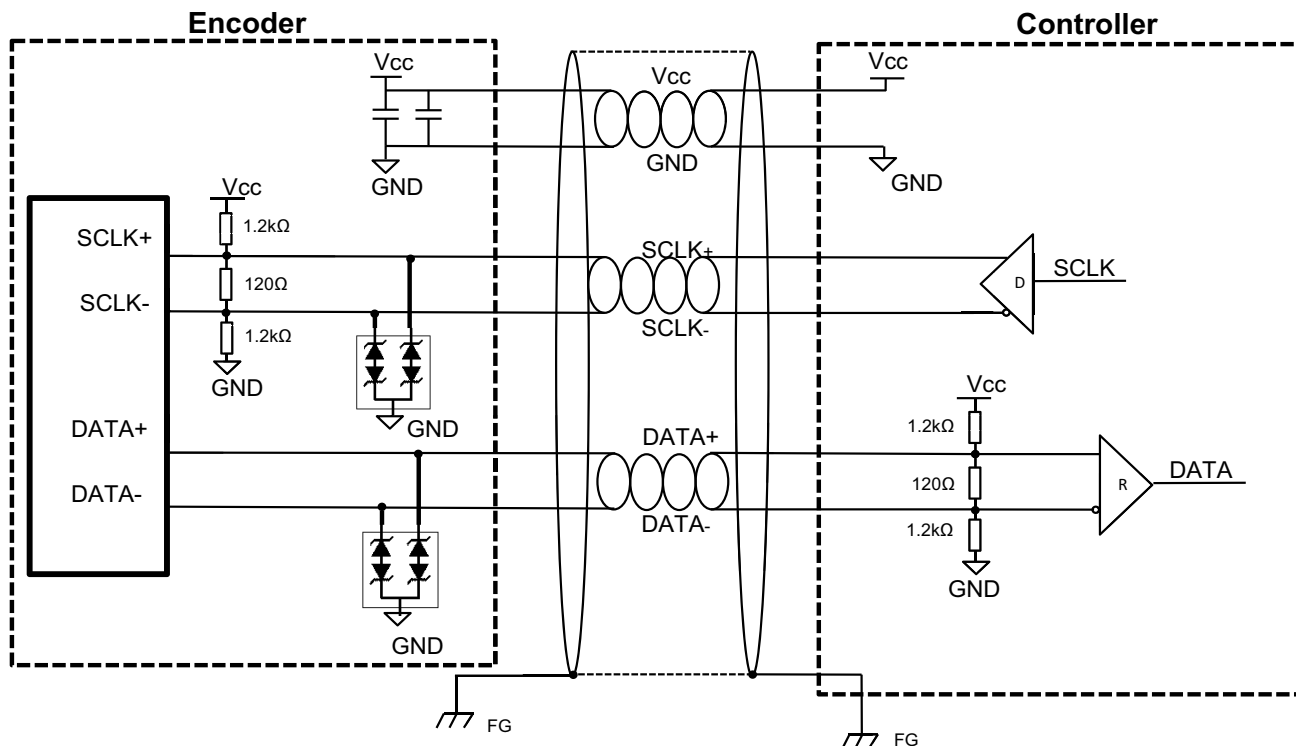 Encoder
Controller
Vcc
Vcc
Vcc
GND
GND
GND
Vcc
1.2kΩ
SCLK+
120Ω
SCLK-
1.2kΩ
GND
GND
SCLK+
SCLK-
D
SCLK
DATA+
DATA-
GND
DATA+
DATA-
Vcc
1.2kΩ
120Ω
1.2kΩ
GND
R
DATA
FG
FG